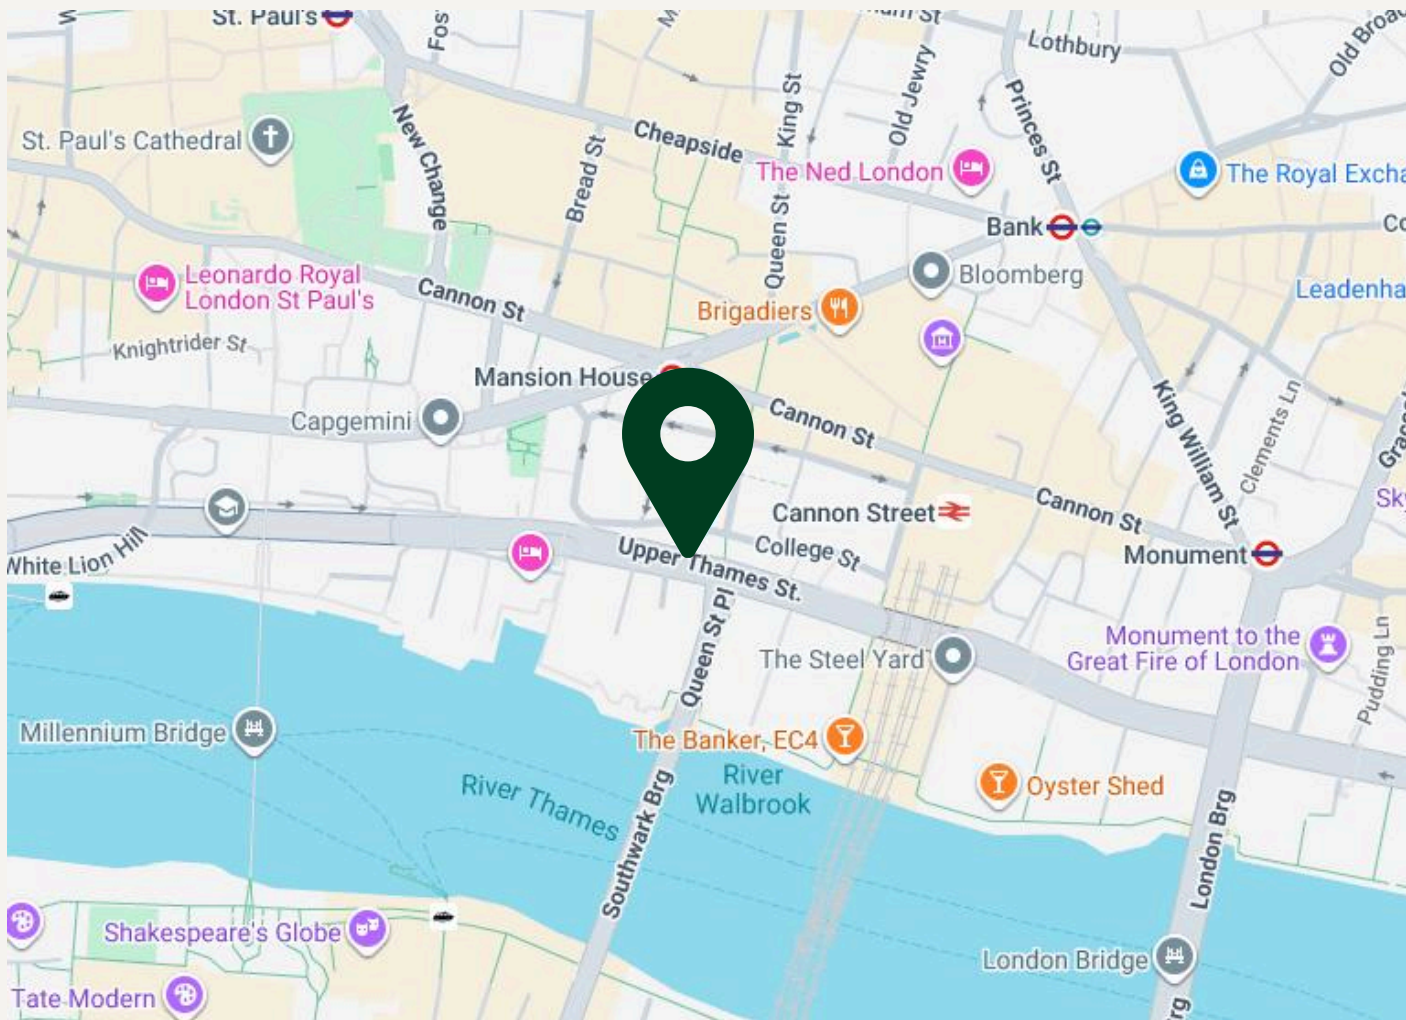 St. Paul's
Lothbury
Old Jewry
King St
Princes St
New Change
Cheapside
St. Paul's Cathedral
Bread St
The Ned London
The Royal Excha
Queen St
Bank
Bloomberg
Leonardo Royal
London St Paul's
Cannon St
Leadenha
Brigadiers
Knightrider St
Mansion House
Capgemini
Cannon St
King William St
Clements Ln
Cannon Street
Cannon St
College St
Upper Thames St.
White Lion Hill
Monument
Queen St Pl
Monument to the
Great Fire of London
Pudding Ln
The Steel Yard
Millennium Bridge
The Banker, EC4
River
Walbrook
River Thames
Oyster Shed
Southwark Brg
London Brg
Shakespeare's Globe
London Bridge
Tate Modern